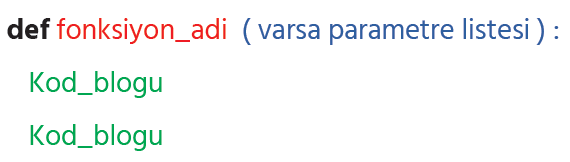 def fonksiyon_adi ( varsa parametre listesi ) :
Kod_blogu
Kod_blogu